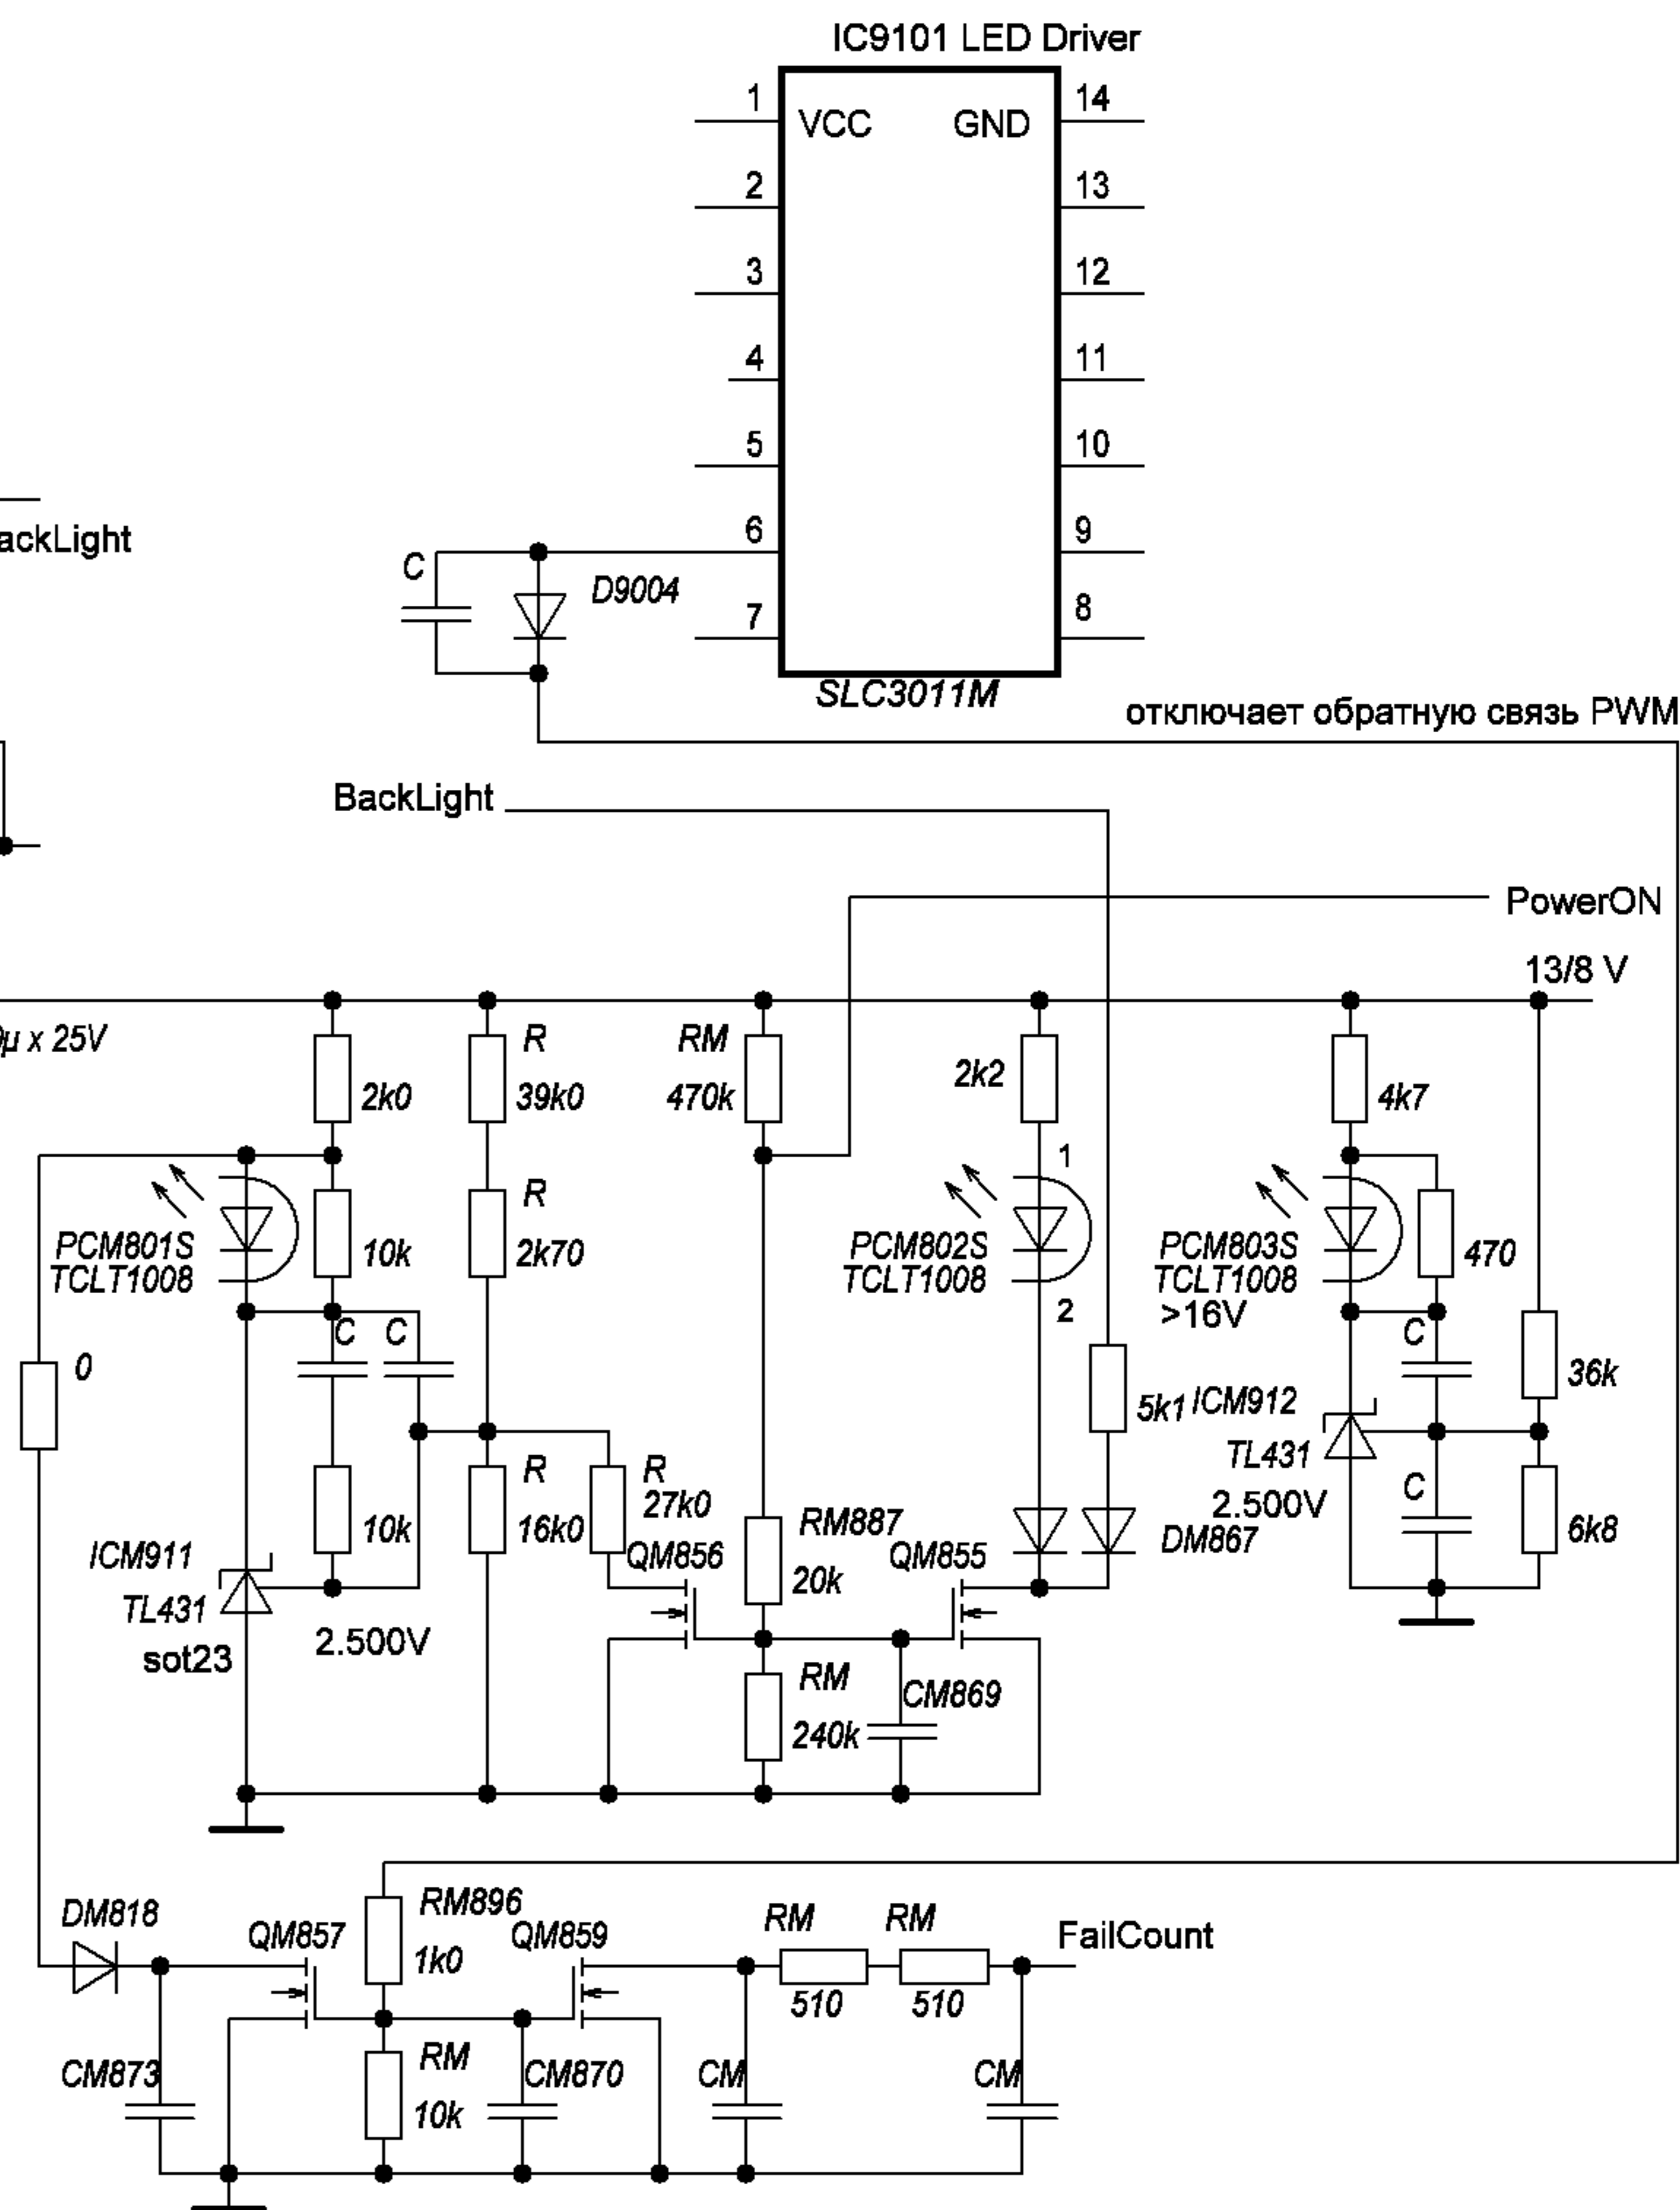 IC9101 LED Driver
1
VCC
GND
14
2
13
3
12
4
11
5
10
6
9
7
8
ackLight
C
D9004
SLC3011M
отключает обратную связь PWM
BackLight
PowerON
13/8 V
μ x 25V
2k0
R
39k0
RM
470k
2k2
4k7
PCM801S
TCLT1008
10k
R
2k70
PCM802S
TCLT1008
1
2
PCM803S
TCLT1008
>16V
470
0
C
C
C
36k
5k1
ICM912
TL431
2.500V
C
6k8
10k
R
16k0
R
27k0
QM856
RM887
20k
QM855
DM867
ICM911
TL431
sot23
2.500V
RM
240k
CM869
DM818
QM857
RM896
1k0
QM859
RM
510
RM
510
FailCount
CM873
RM
10k
CM870
CM
CM